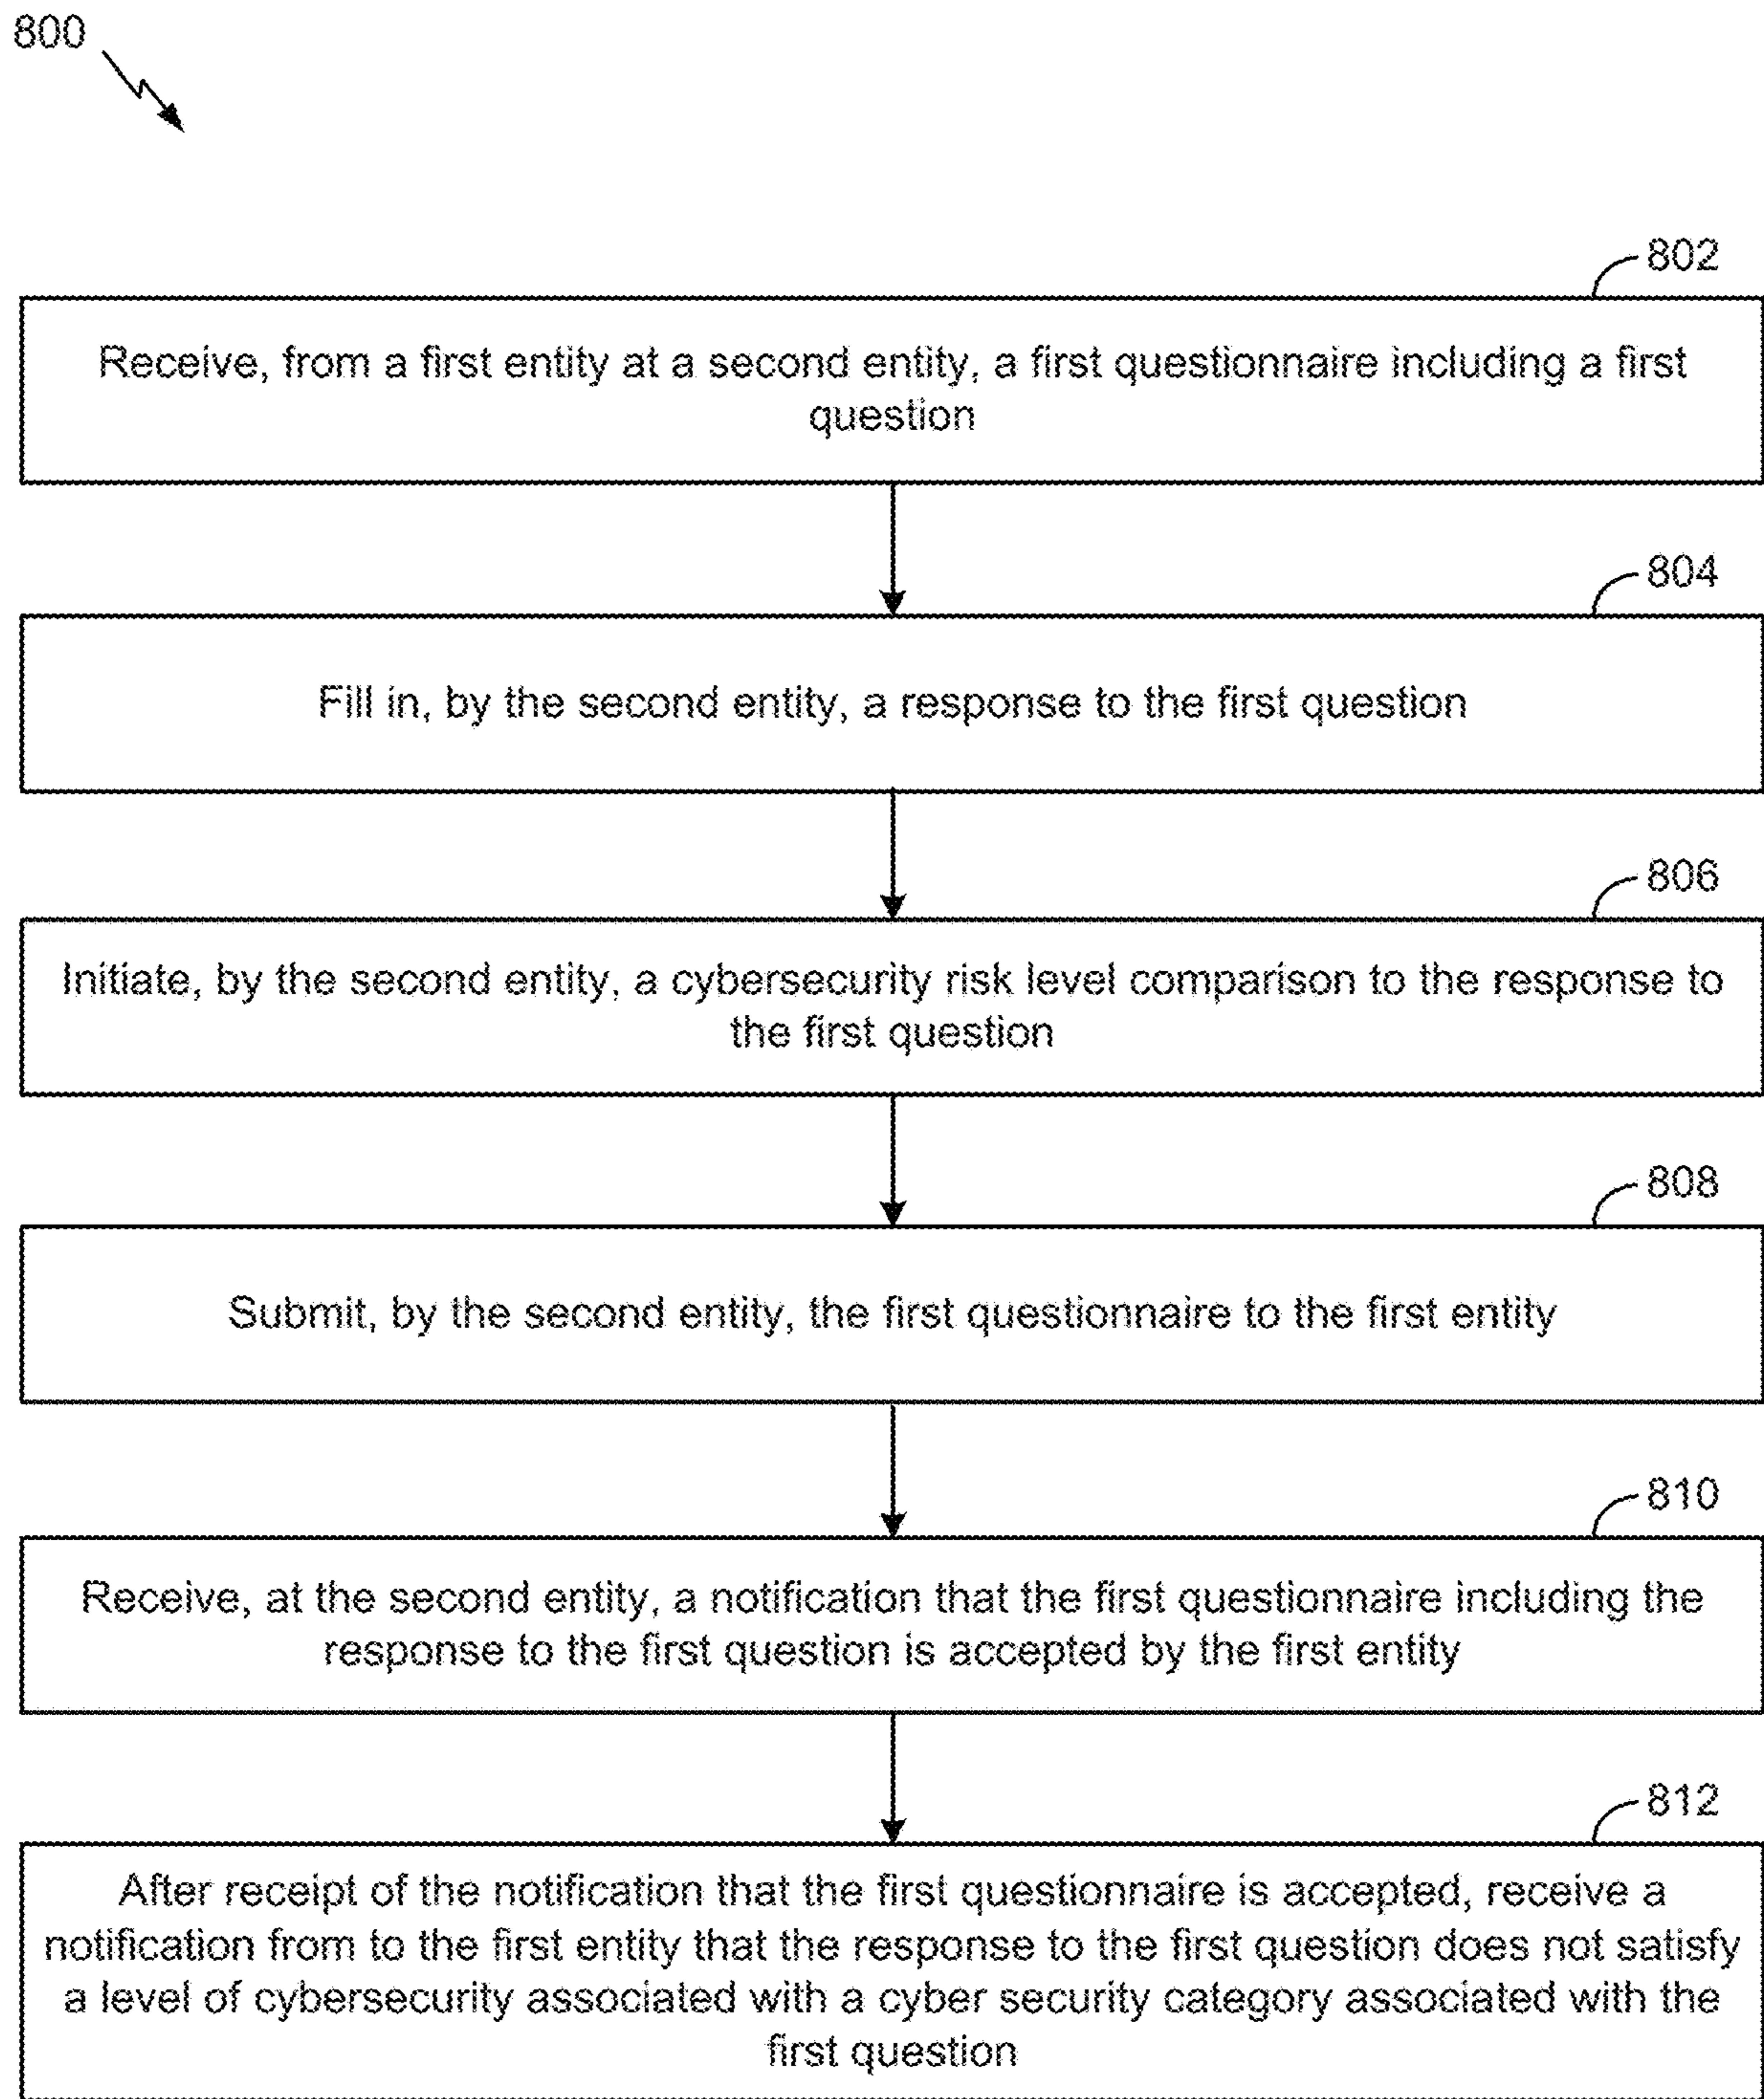 800
802
Receive, from a first entity at a second entity, a first questionnaire including a first
question
804
Fill in, by the second entity, a response to the first question
806
Initiate, by the second entity, a cybersecurity risk level comparison to the response to
the first question
808
Submit, by the second entity, the first questionnaire to the first entity
810
Receive, at the second entity, a notification that the first questionnaire including the
response to the first question is accepted by the first entity
812
After receipt of the notification that the first questionnaire is accepted, receive a
notification from to the first entity that the response to the first question does not satisfy
a level of cybersecurity associated with a cyber security category associated with the
first question